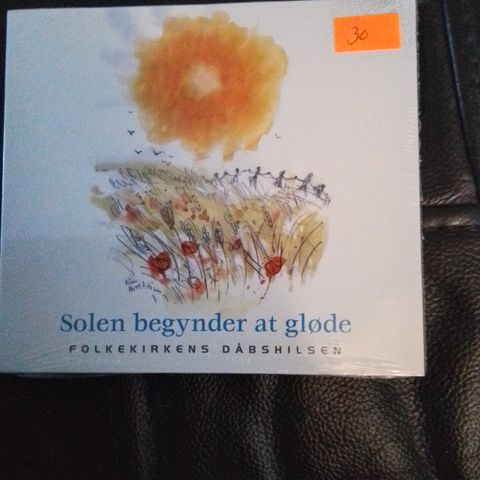 30
Solen begynder at gløde
FOLKEKIRKENS DÅBSHILSEN